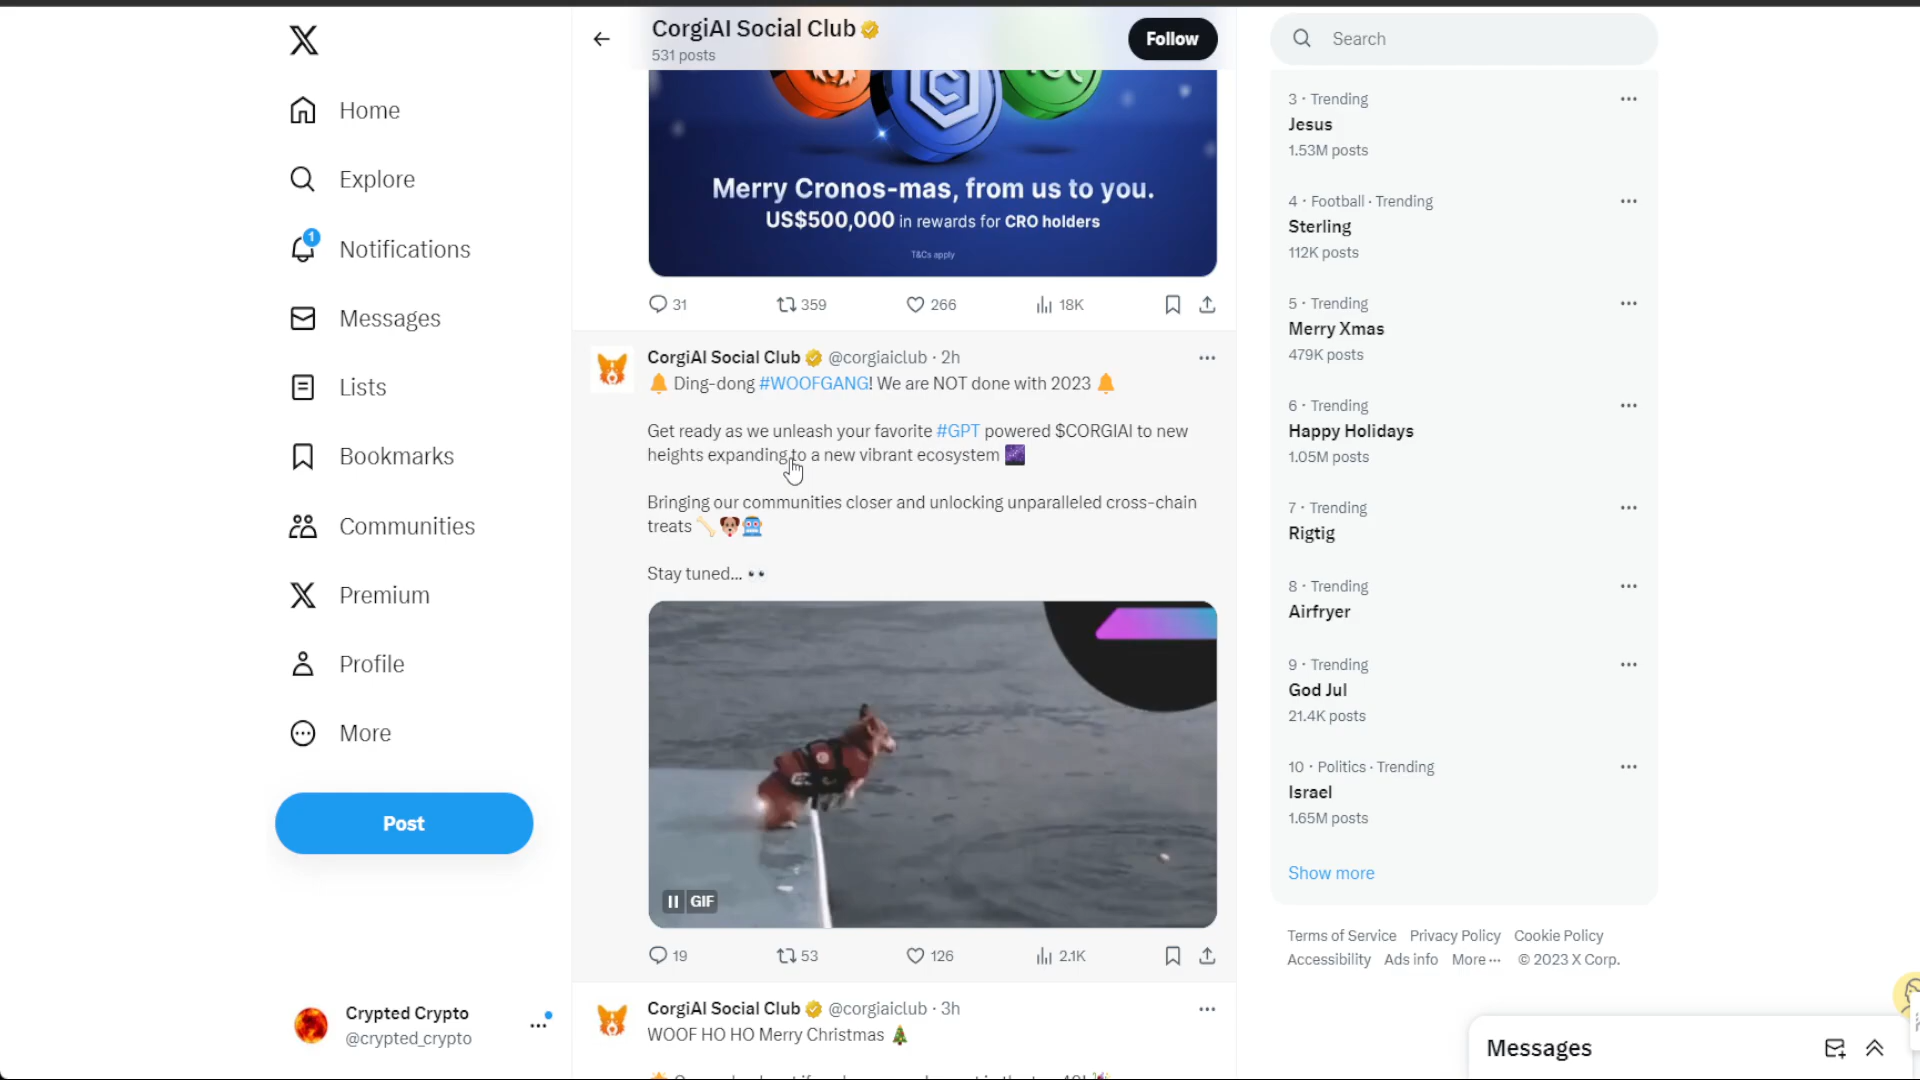 Home
Explore
1
Notifications
Messages
Lists
Bookmarks
Communities
Premium
Profile
More
Post
Crypted Crypto
@crypted_crypto
CorgiAI Social Club
531 posts
Follow
Merry Cronos-mas, from us to you.
US$500,000 in rewards for CRO holders
T&Cs apply
31 359 266 18K
CorgiAI Social Club @corgiaiclub · 2h
Ding-dong #WOOFGANG! We are NOT done with 2023
Get ready as we unleash your favorite #GPT powered $CORGIAI to new
heights expanding to a new vibrant ecosystem
Bringing our communities closer and unlocking unparalleled cross-chain
treats
Stay tuned...
GIF
19 53 126 2.1K
CorgiAI Social Club @corgiaiclub · 3h
WOOF HO HO Merry Christmas
Search
3 · Trending
Jesus
1.53M posts
4 · Football · Trending
Sterling
112K posts
5 · Trending
Merry Xmas
479K posts
6 · Trending
Happy Holidays
1.05M posts
7 · Trending
Rigtig
8 · Trending
Airfryer
9 · Trending
God Jul
21.4K posts
10 · Politics · Trending
Israel
1.65M posts
Show more
Terms of Service Privacy Policy Cookie Policy
Accessibility Ads info More ··· © 2023 X Corp.
Messages